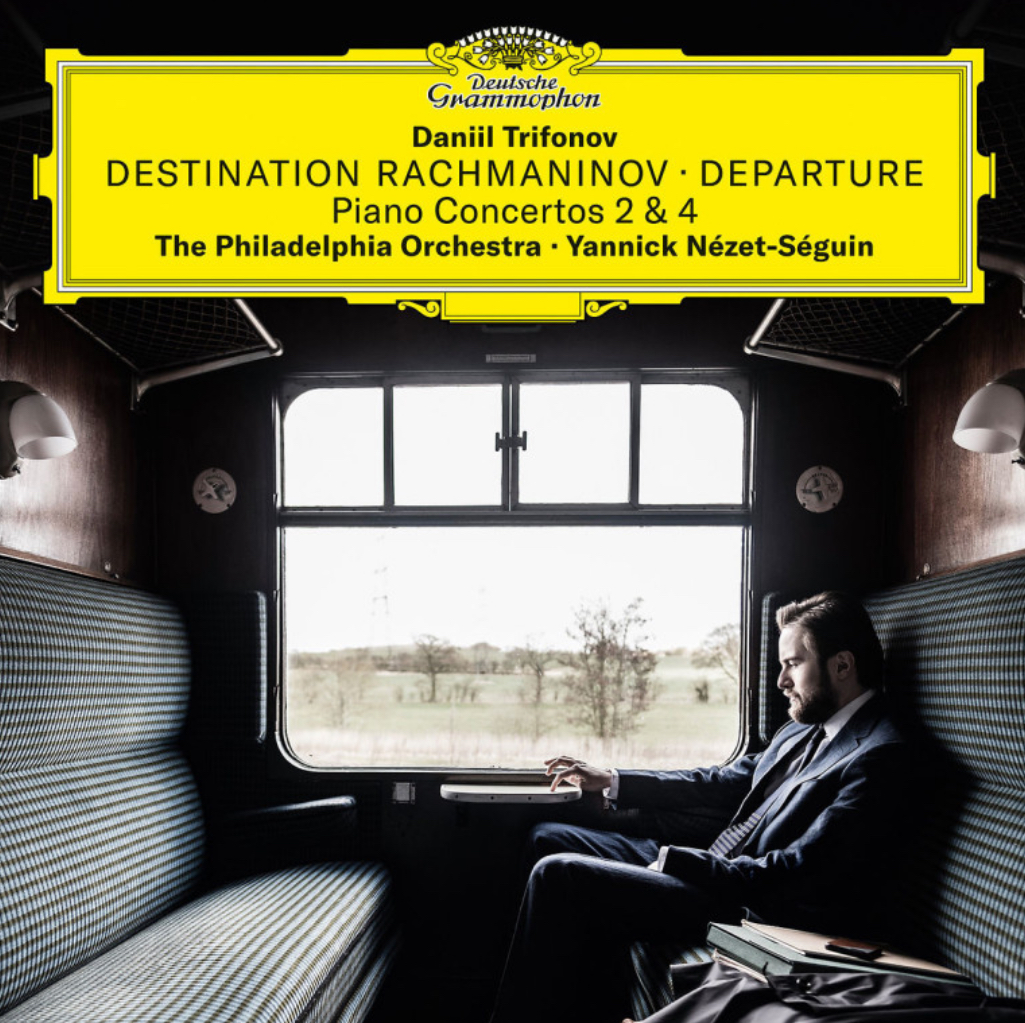 Deutsche
Grammophon
Daniil Trifonov
DESTINATION RACHMANINOV · DEPARTURE
Piano Concertos 2 & 4
The Philadelphia Orchestra · Yannick Nézet-Séguin